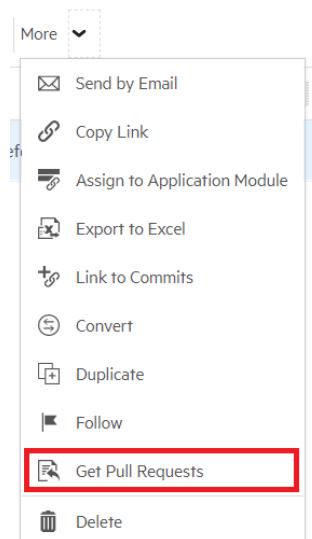 More
Send by Email
Copy Link
Assign to Application Module
Export to Excel
Link to Commits
Convert
Duplicate
Follow
Get Pull Requests
Delete